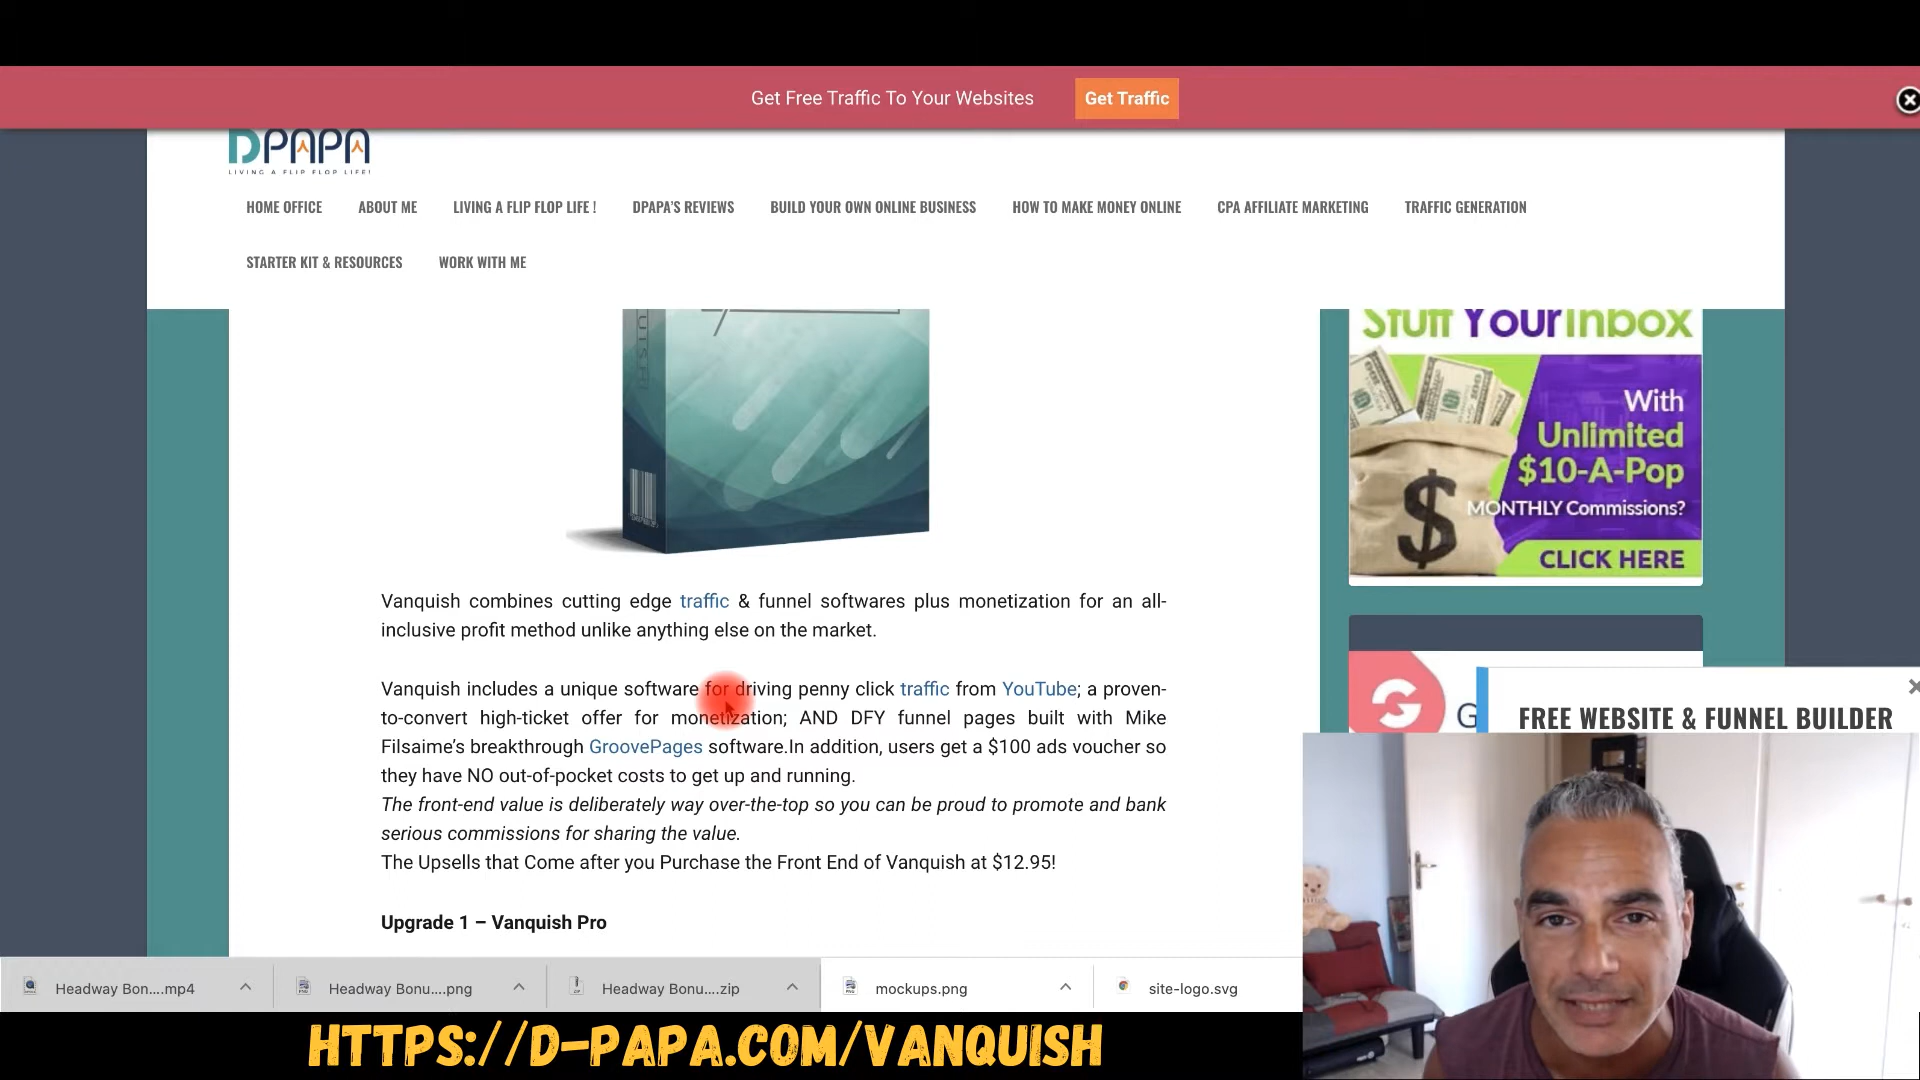 Get Free Traffic To Your Websites
Get Traffic
DPAPA
LIVING A FLIP FLOP LIFE!
HOME OFFICE ABOUT ME LIVING A FLIP FLOP LIFE ! DPAPA'S REVIEWS BUILD YOUR OWN ONLINE BUSINESS HOW TO MAKE MONEY ONLINE CPA AFFILIATE MARKETING TRAFFIC GENERATION
STARTER KIT & RESOURCES WORK WITH ME
Vanquish combines cutting edge traffic & funnel softwares plus monetization for an all-
inclusive profit method unlike anything else on the market.
Vanquish includes a unique software for driving penny click traffic from YouTube; a proven-
to-convert high-ticket offer for monetization; AND DFY funnel pages built with Mike
Filsaime's breakthrough GroovePages software.In addition, users get a $100 ads voucher so
they have NO out-of-pocket costs to get up and running.
The front-end value is deliberately way over-the-top so you can be proud to promote and bank
serious commissions for sharing the value.
The Upsells that Come after you Purchase the Front End of Vanquish at $12.95!
Upgrade 1 – Vanquish Pro
Stuff YourInbox
With
Unlimited
$10-A-Pop
MONTHLY Commissions?
CLICK HERE
G
FREE WEBSITE & FUNNEL BUILDER
Headway Bon....mp4
Headway Bonu....png
Headway Bonu....zip
mockups.png
site-logo.svg
HTTPS://D-PAPA.COM/VANQUISH